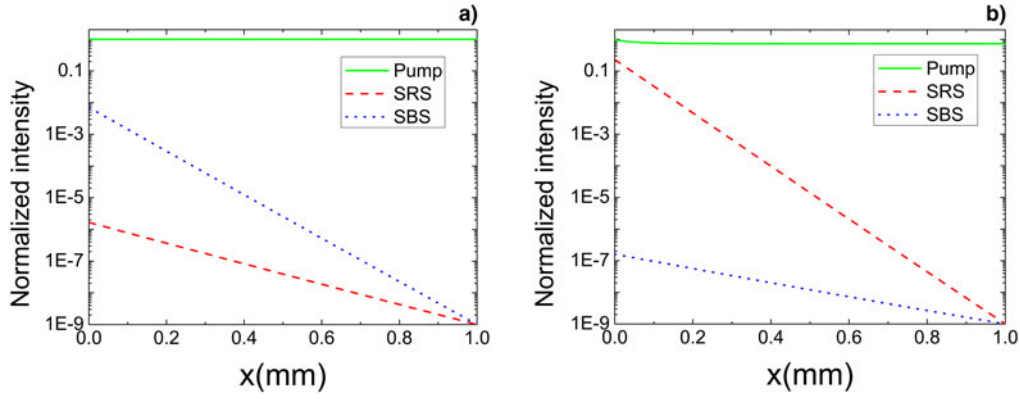 a)
Normalized intensity
0.1
1E-3
1E-5
1E-7
1E-9
Pump
SRS
SBS
0.0 0.2 0.4 0.6 0.8 1.0
x(mm)
b)
Normalized intensity
0.1
1E-3
1E-5
1E-7
1E-9
Pump
SRS
SBS
0.0 0.2 0.4 0.6 0.8 1.0
x(mm)